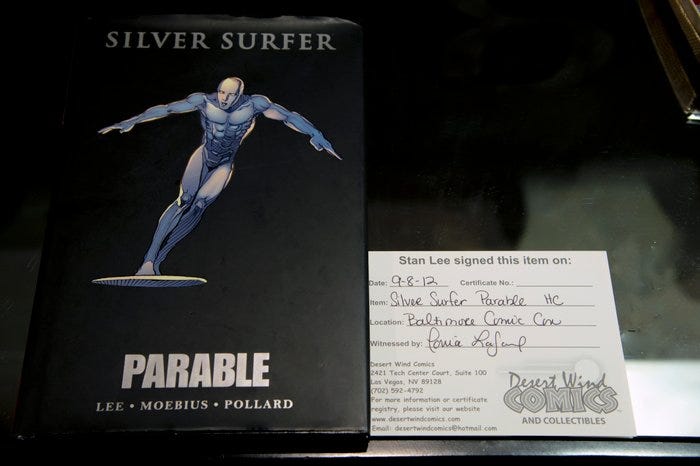 SILVER SURFER
PARABLE
LEE • MOEBIUS • POLLARD
Stan Lee signed this item on:
Date: 9-8-12 Certificate No.:
Item: Silver Surfer Parable HC
Location: Baltimore Comic Con
Witnessed by:
Desert Wind Comics
2421 Tech Center Court, Suite 100
Las Vegas, NV 89128
(702) 592-4792
For more information or certificate
registry, please visit our website
www.desertwindcomics.com
Email: desertwindcomics@hotmail.com
Desert Wind
COMICS
AND COLLECTIBLES